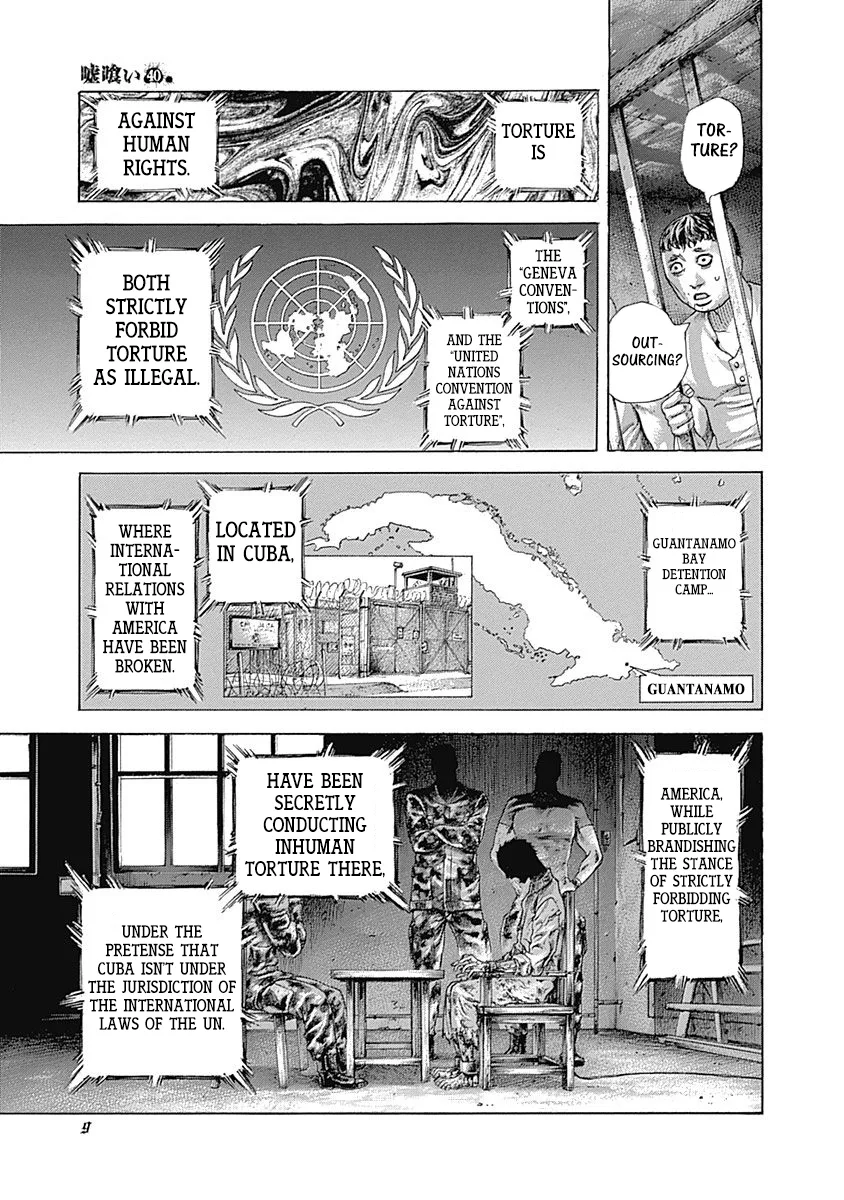 嘘喰い 40
TOR-
TURE?
OUT-
SOURCING?
TORTURE
IS
AGAINST
HUMAN
RIGHTS.
THE
“GENEVA
CONVEN-
TIONS”,
AND THE
“UNITED
NATIONS
CONVENTION
AGAINST
TORTURE”,
BOTH
STRICTLY
FORBID
TORTURE
AS ILLEGAL.
GUANTANAMO
BAY
DETENTION
CAMP...
GUANTANAMO
LOCATED
IN CUBA,
WHERE
INTERNA-
TIONAL
RELATIONS
WITH
AMERICA
HAVE BEEN
BROKEN.
AMERICA,
WHILE
PUBLICLY
BRANDISHING
THE STANCE
OF STRICTLY
FORBIDDING
TORTURE,
HAVE BEEN
SECRETLY
CONDUCTING
INHUMAN
TORTURE THERE,
UNDER THE
PRETENSE THAT
CUBA ISN'T UNDER
THE JURISDICTION OF
THE INTERNATIONAL
LAWS OF THE UN.
9